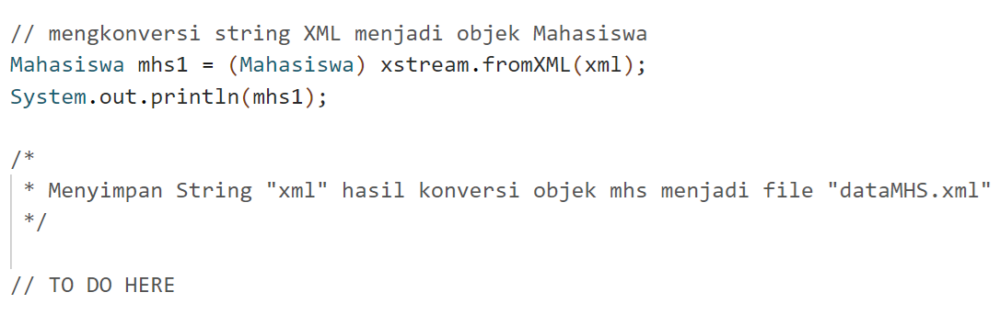 // mengkonversi string XML menjadi objek Mahasiswa
Mahasiswa mhs1 = (Mahasiswa) xstream.fromXML(xml);
System.out.println(mhs1);
/*
* Menyimpan String "xml" hasil konversi objek mhs menjadi file "dataMHS.xml"
*/
// TO DO HERE